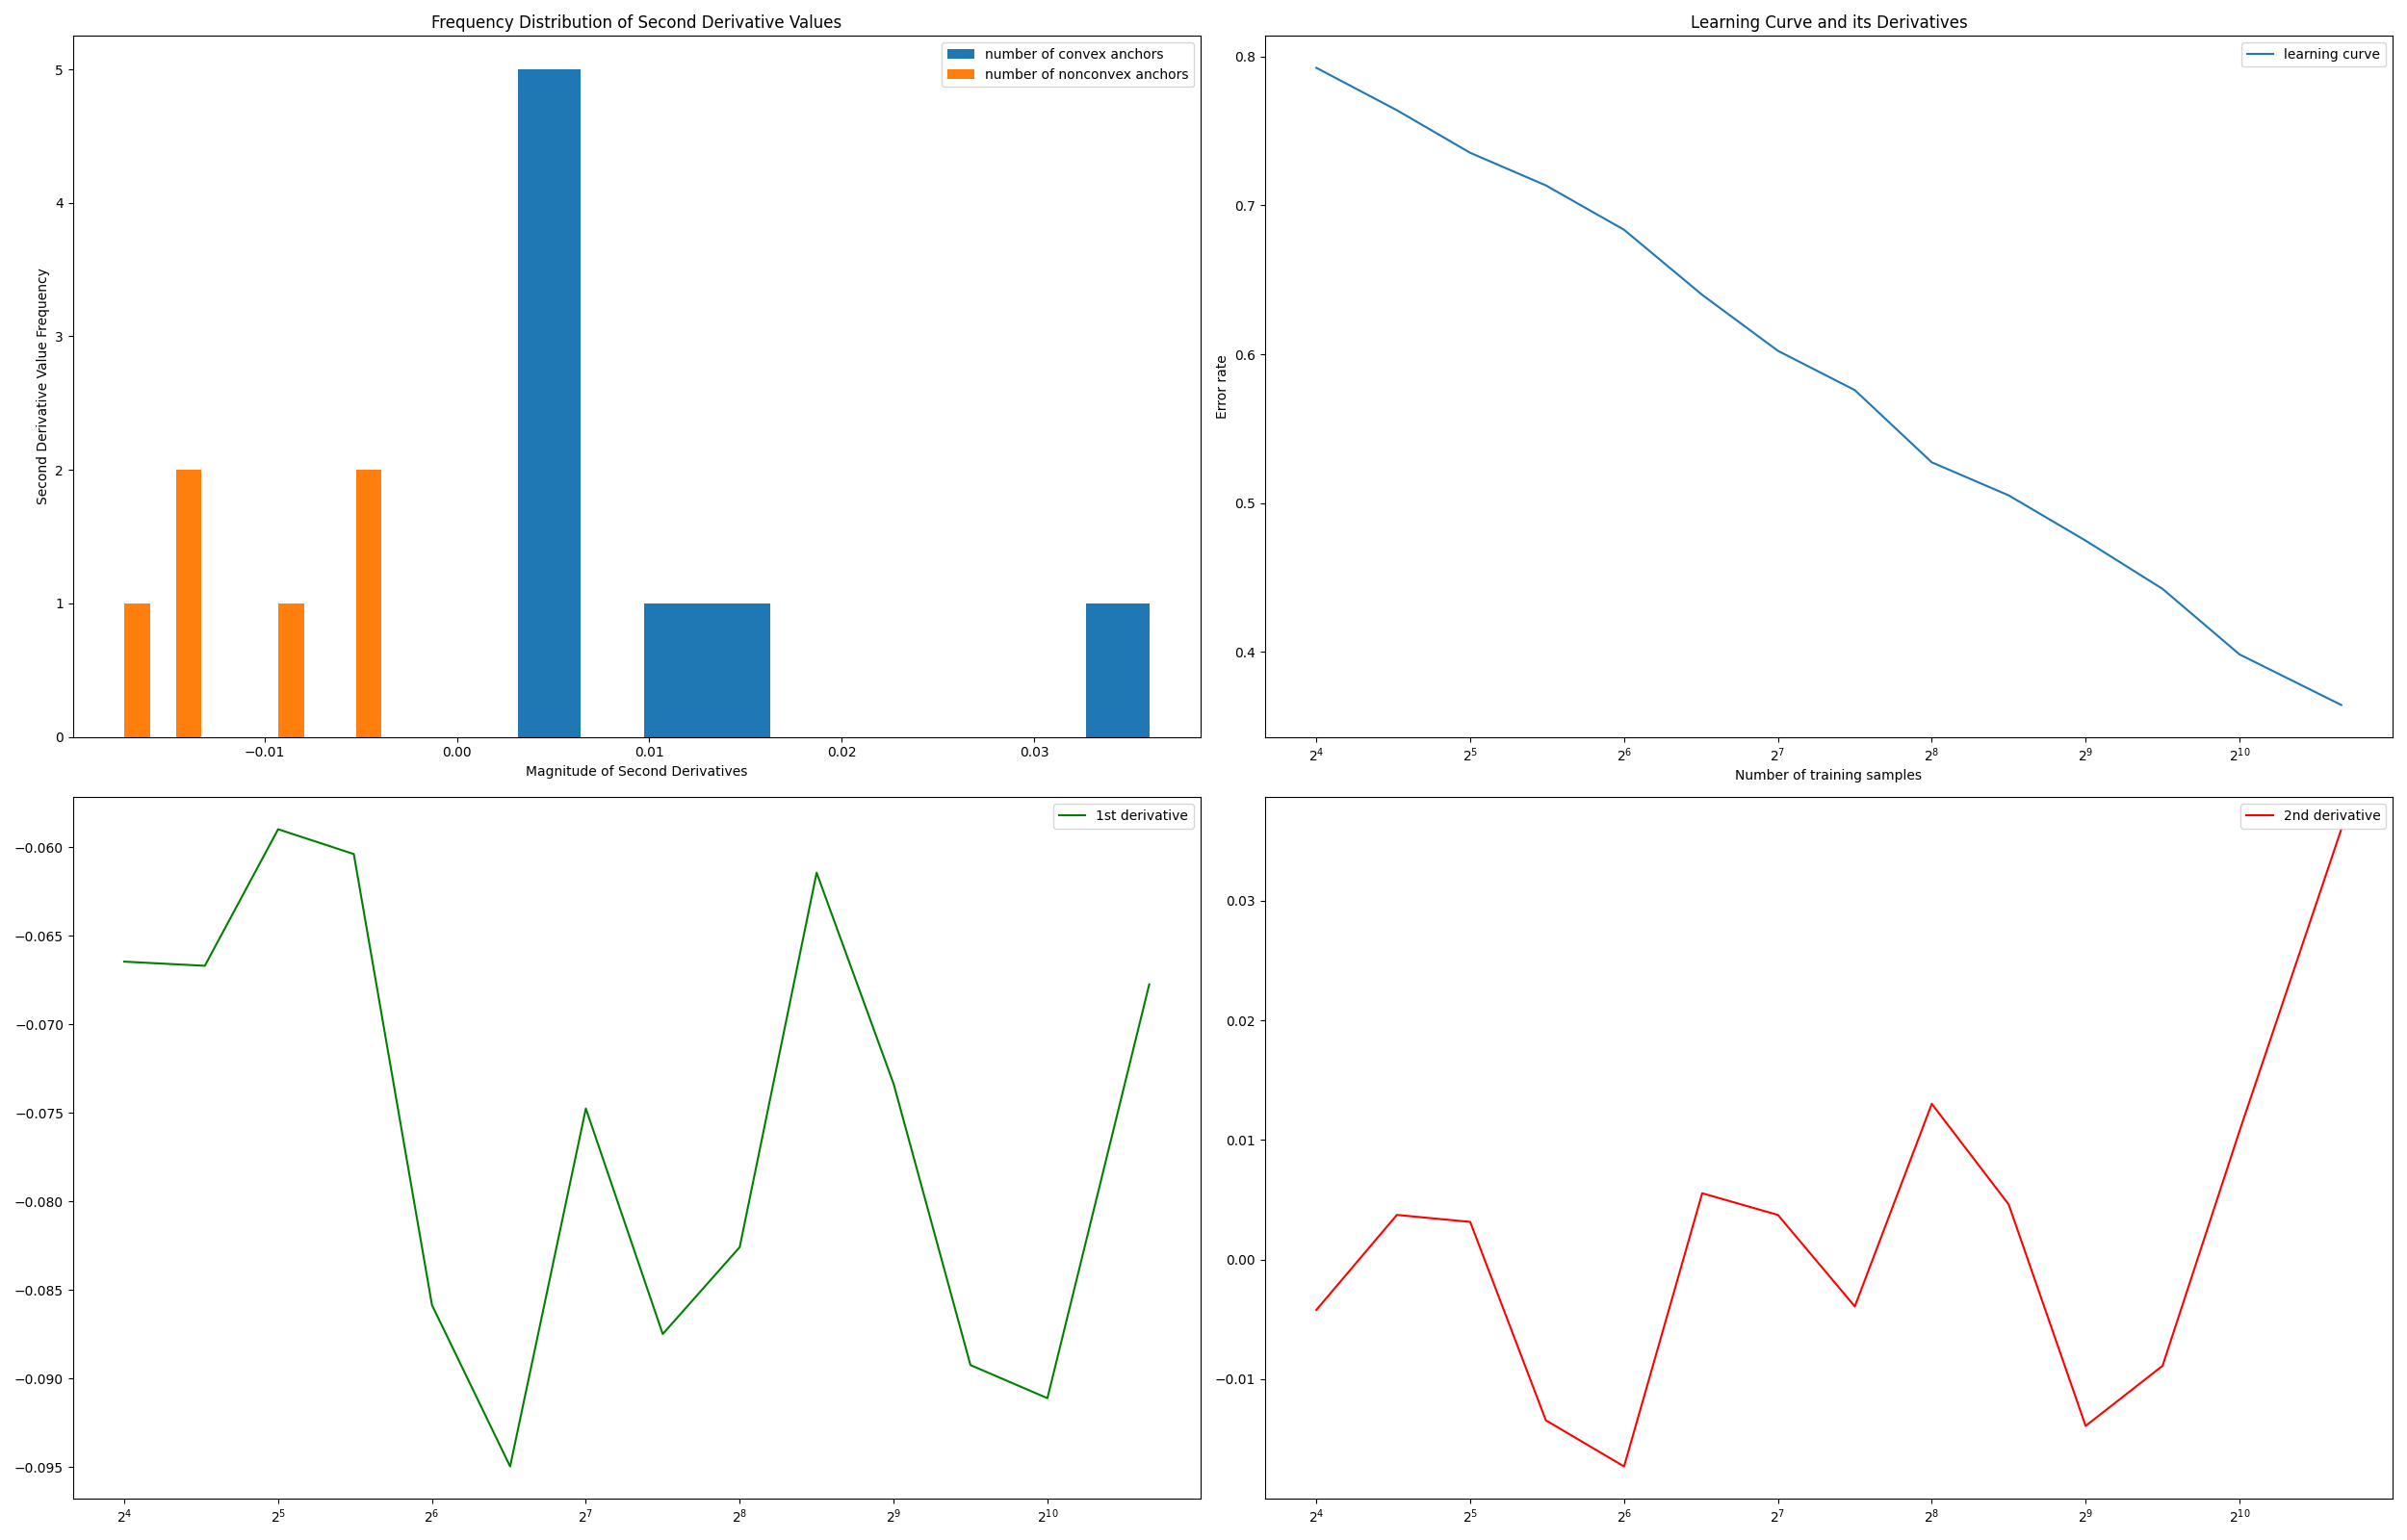 Frequency Distribution of Second Derivative Values
number of convex anchors
number of nonconvex anchors
5
4
3
2
1
0
Second Derivative Value Frequency
−0.01 0.00 0.01 0.02 0.03
Magnitude of Second Derivatives
Learning Curve and its Derivatives
learning curve
0.8
0.7
0.6
0.5
0.4
Error rate
2⁴ 2⁵ 2⁶ 2⁷ 2⁸ 2⁹ 2¹⁰
Number of training samples
1st derivative
−0.060
−0.065
−0.070
−0.075
−0.080
−0.085
−0.090
−0.095
2⁴ 2⁵ 2⁶ 2⁷ 2⁸ 2⁹ 2¹⁰
2nd derivative
0.03
0.02
0.01
0.00
−0.01
2⁴ 2⁵ 2⁶ 2⁷ 2⁸ 2⁹ 2¹⁰